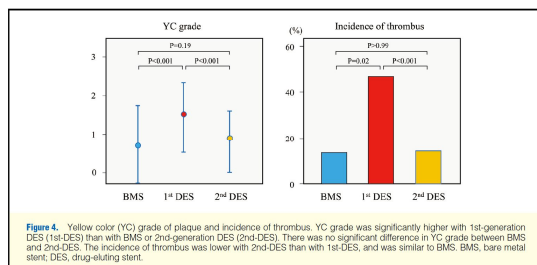 YC grade
Incidence of thrombus
(%)
P=0.19
P<0.001 P<0.001
3
2
1
0
BMS 1st DES 2nd DES
P>0.99
P=0.02 P<0.001
60
40
20
0
BMS 1st DES 2nd DES
Figure 4. Yellow color (YC) grade of plaque and incidence of thrombus. YC grade was significantly higher with 1st-generation
DES (1st-DES) than with BMS or 2nd-generation DES (2nd-DES). There was no significant difference in YC grade between BMS
and 2nd-DES. The incidence of thrombus was lower with 2nd-DES than with 1st-DES, and was similar to BMS. BMS, bare metal
stent; DES, drug-eluting stent.